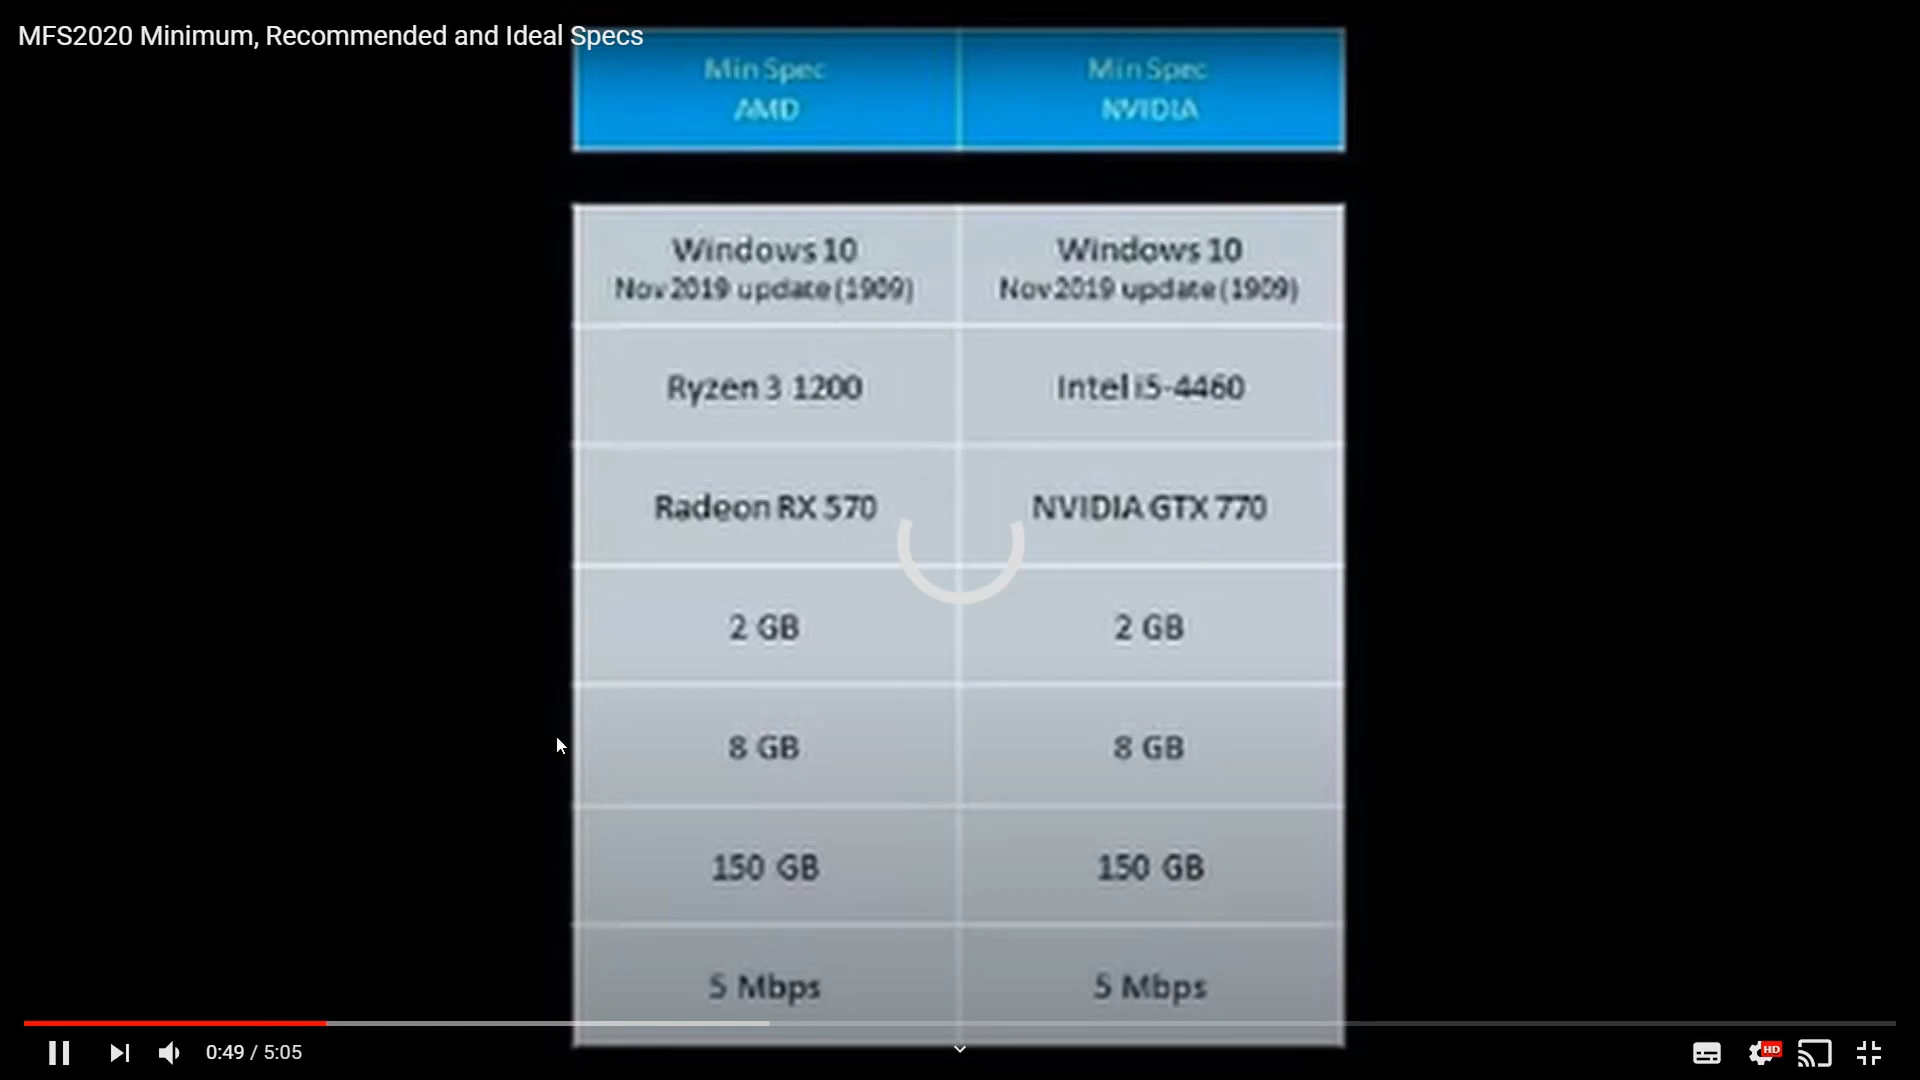 MFS2020 Minimum, Recommended and Ideal Specs
Min Spec
AMD
Min Spec
NVIDIA
Windows 10
Nov 2019 update (1909)
Windows 10
Nov 2019 update (1909)
Ryzen 3 1200
Intel i5-4460
Radeon RX 570
NVIDIA GTX 770
2 GB
2 GB
8 GB
8 GB
150 GB
150 GB
5 Mbps
5 Mbps
0:49 / 5:05
HD